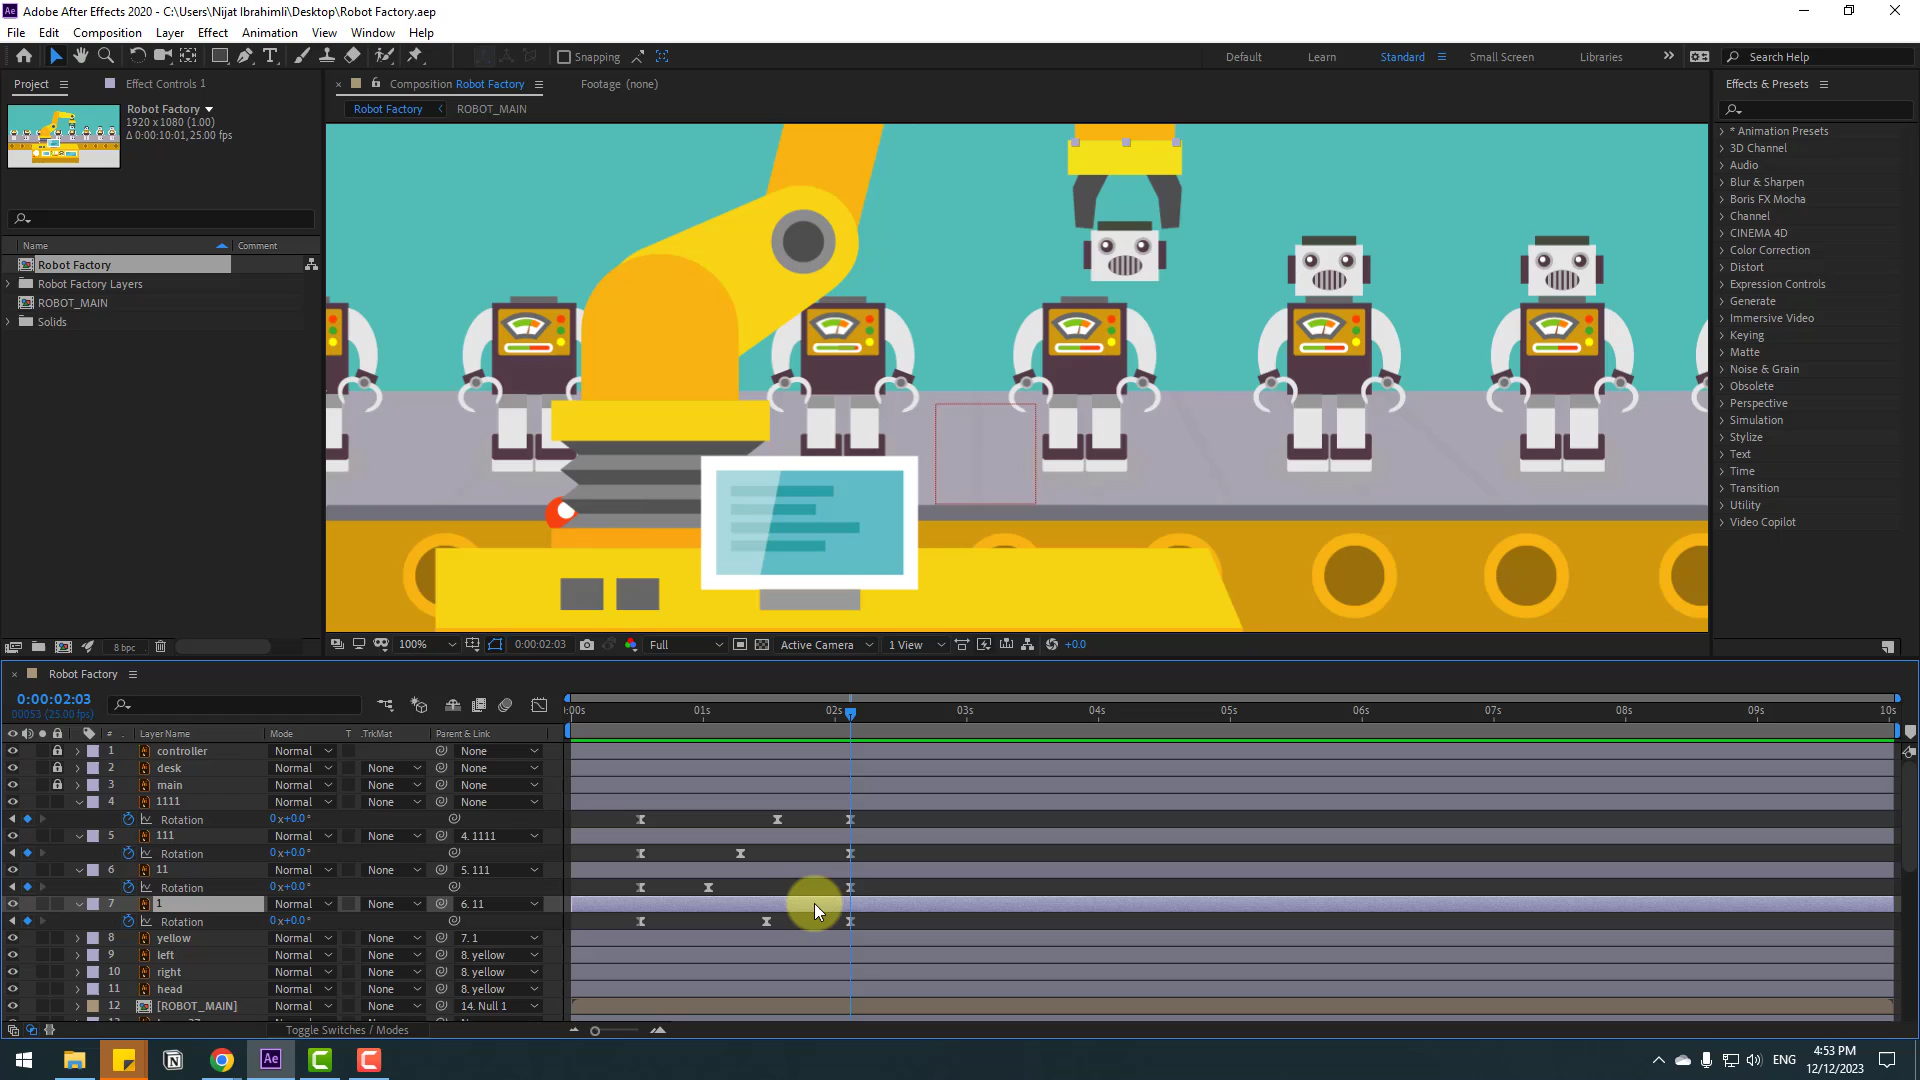 Adobe After Effects 2020 - C:\Users\Nijat Ibrahimli\Desktop\Robot Factory.aep
File Edit Composition Layer Effect Animation View Window Help
Snapping Default Learn Standard Small Screen Libraries Search Help
Project Effect Controls 1 Composition Robot Factory Footage (none) Effects & Presets
Robot Factory
1920 x 1080 (1.00)
Δ 0:00:10:01, 25.00 fps
Robot Factory ROBOT_MAIN
Name Comment
Robot Factory
Robot Factory Layers
ROBOT_MAIN
Solids
* Animation Presets
3D Channel
Audio
Blur & Sharpen
Boris FX Mocha
Channel
CINEMA 4D
Color Correction
Distort
Expression Controls
Generate
Immersive Video
Keying
Matte
Noise & Grain
Obsolete
Perspective
Simulation
Stylize
Text
Time
Transition
Utility
Video Copilot
8 bpc 100% 0:00:02:03 Full Active Camera 1 View +0.0
Robot Factory
0:00:02:03
00053 (25.00 fps)
:00s 01s 02s 03s 04s 05s 06s 07s 08s 09s 10s
# Layer Name Mode T .TrkMat Parent & Link
1 controller Normal None
2 desk Normal None None
3 main Normal None None
4 1111 Normal None None
Rotation 0x+0.0°
5 111 Normal None 4. 1111
Rotation 0x+0.0°
6 11 Normal None 5. 111
Rotation 0x+0.0°
7 1 Normal None 6. 11
Rotation 0x+0.0°
8 yellow Normal None 7. 1
9 left Normal None 8. yellow
10 right Normal None 8. yellow
11 head Normal None 8. yellow
12 [ROBOT_MAIN] Normal None 14. Null 1
Toggle Switches / Modes
ENG 4:53 PM
12/12/2023